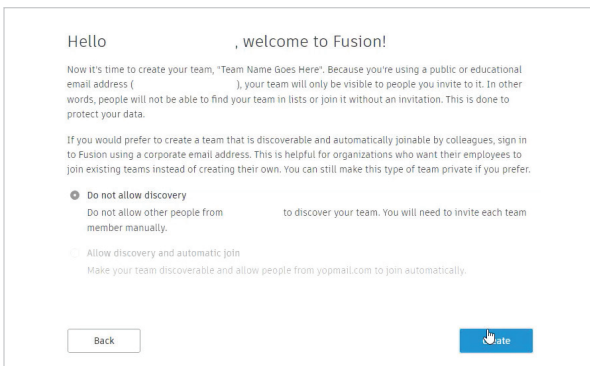 Hello , welcome to Fusion!
Now it's time to create your team, "Team Name Goes Here". Because you're using a public or educational
email address ( ), your team will only be visible to people you invite to it. In other
words, people will not be able to find your team in lists or join it without an invitation. This is done to
protect your data.
If you would prefer to create a team that is discoverable and automatically joinable by colleagues, sign in
to Fusion using a corporate email address. This is helpful for organizations who want their employees to
join existing teams instead of creating their own. You can still make this type of team private if you prefer.
Do not allow discovery
Do not allow other people from to discover your team. You will need to invite each team
member manually.
Allow discovery and automatic join
Make your team discoverable and allow people from yopmail.com to join automatically.
Back
Create